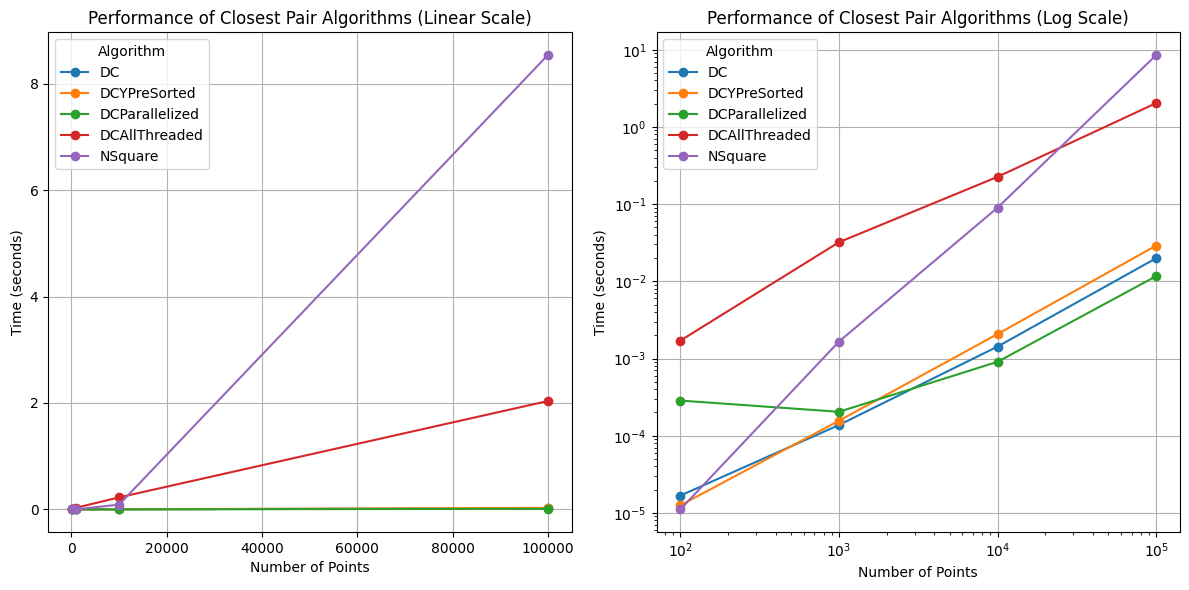 Performance of Closest Pair Algorithms (Linear Scale)
Algorithm
DC
DCYPreSorted
DCParallelized
DCAllThreaded
NSquare
Time (seconds)
8
6
4
2
0
0 20000 40000 60000 80000 100000
Number of Points
Performance of Closest Pair Algorithms (Log Scale)
Algorithm
DC
DCYPreSorted
DCParallelized
DCAllThreaded
NSquare
Time (seconds)
10¹
10⁰
10⁻¹
10⁻²
10⁻³
10⁻⁴
10⁻⁵
10² 10³ 10⁴ 10⁵
Number of Points